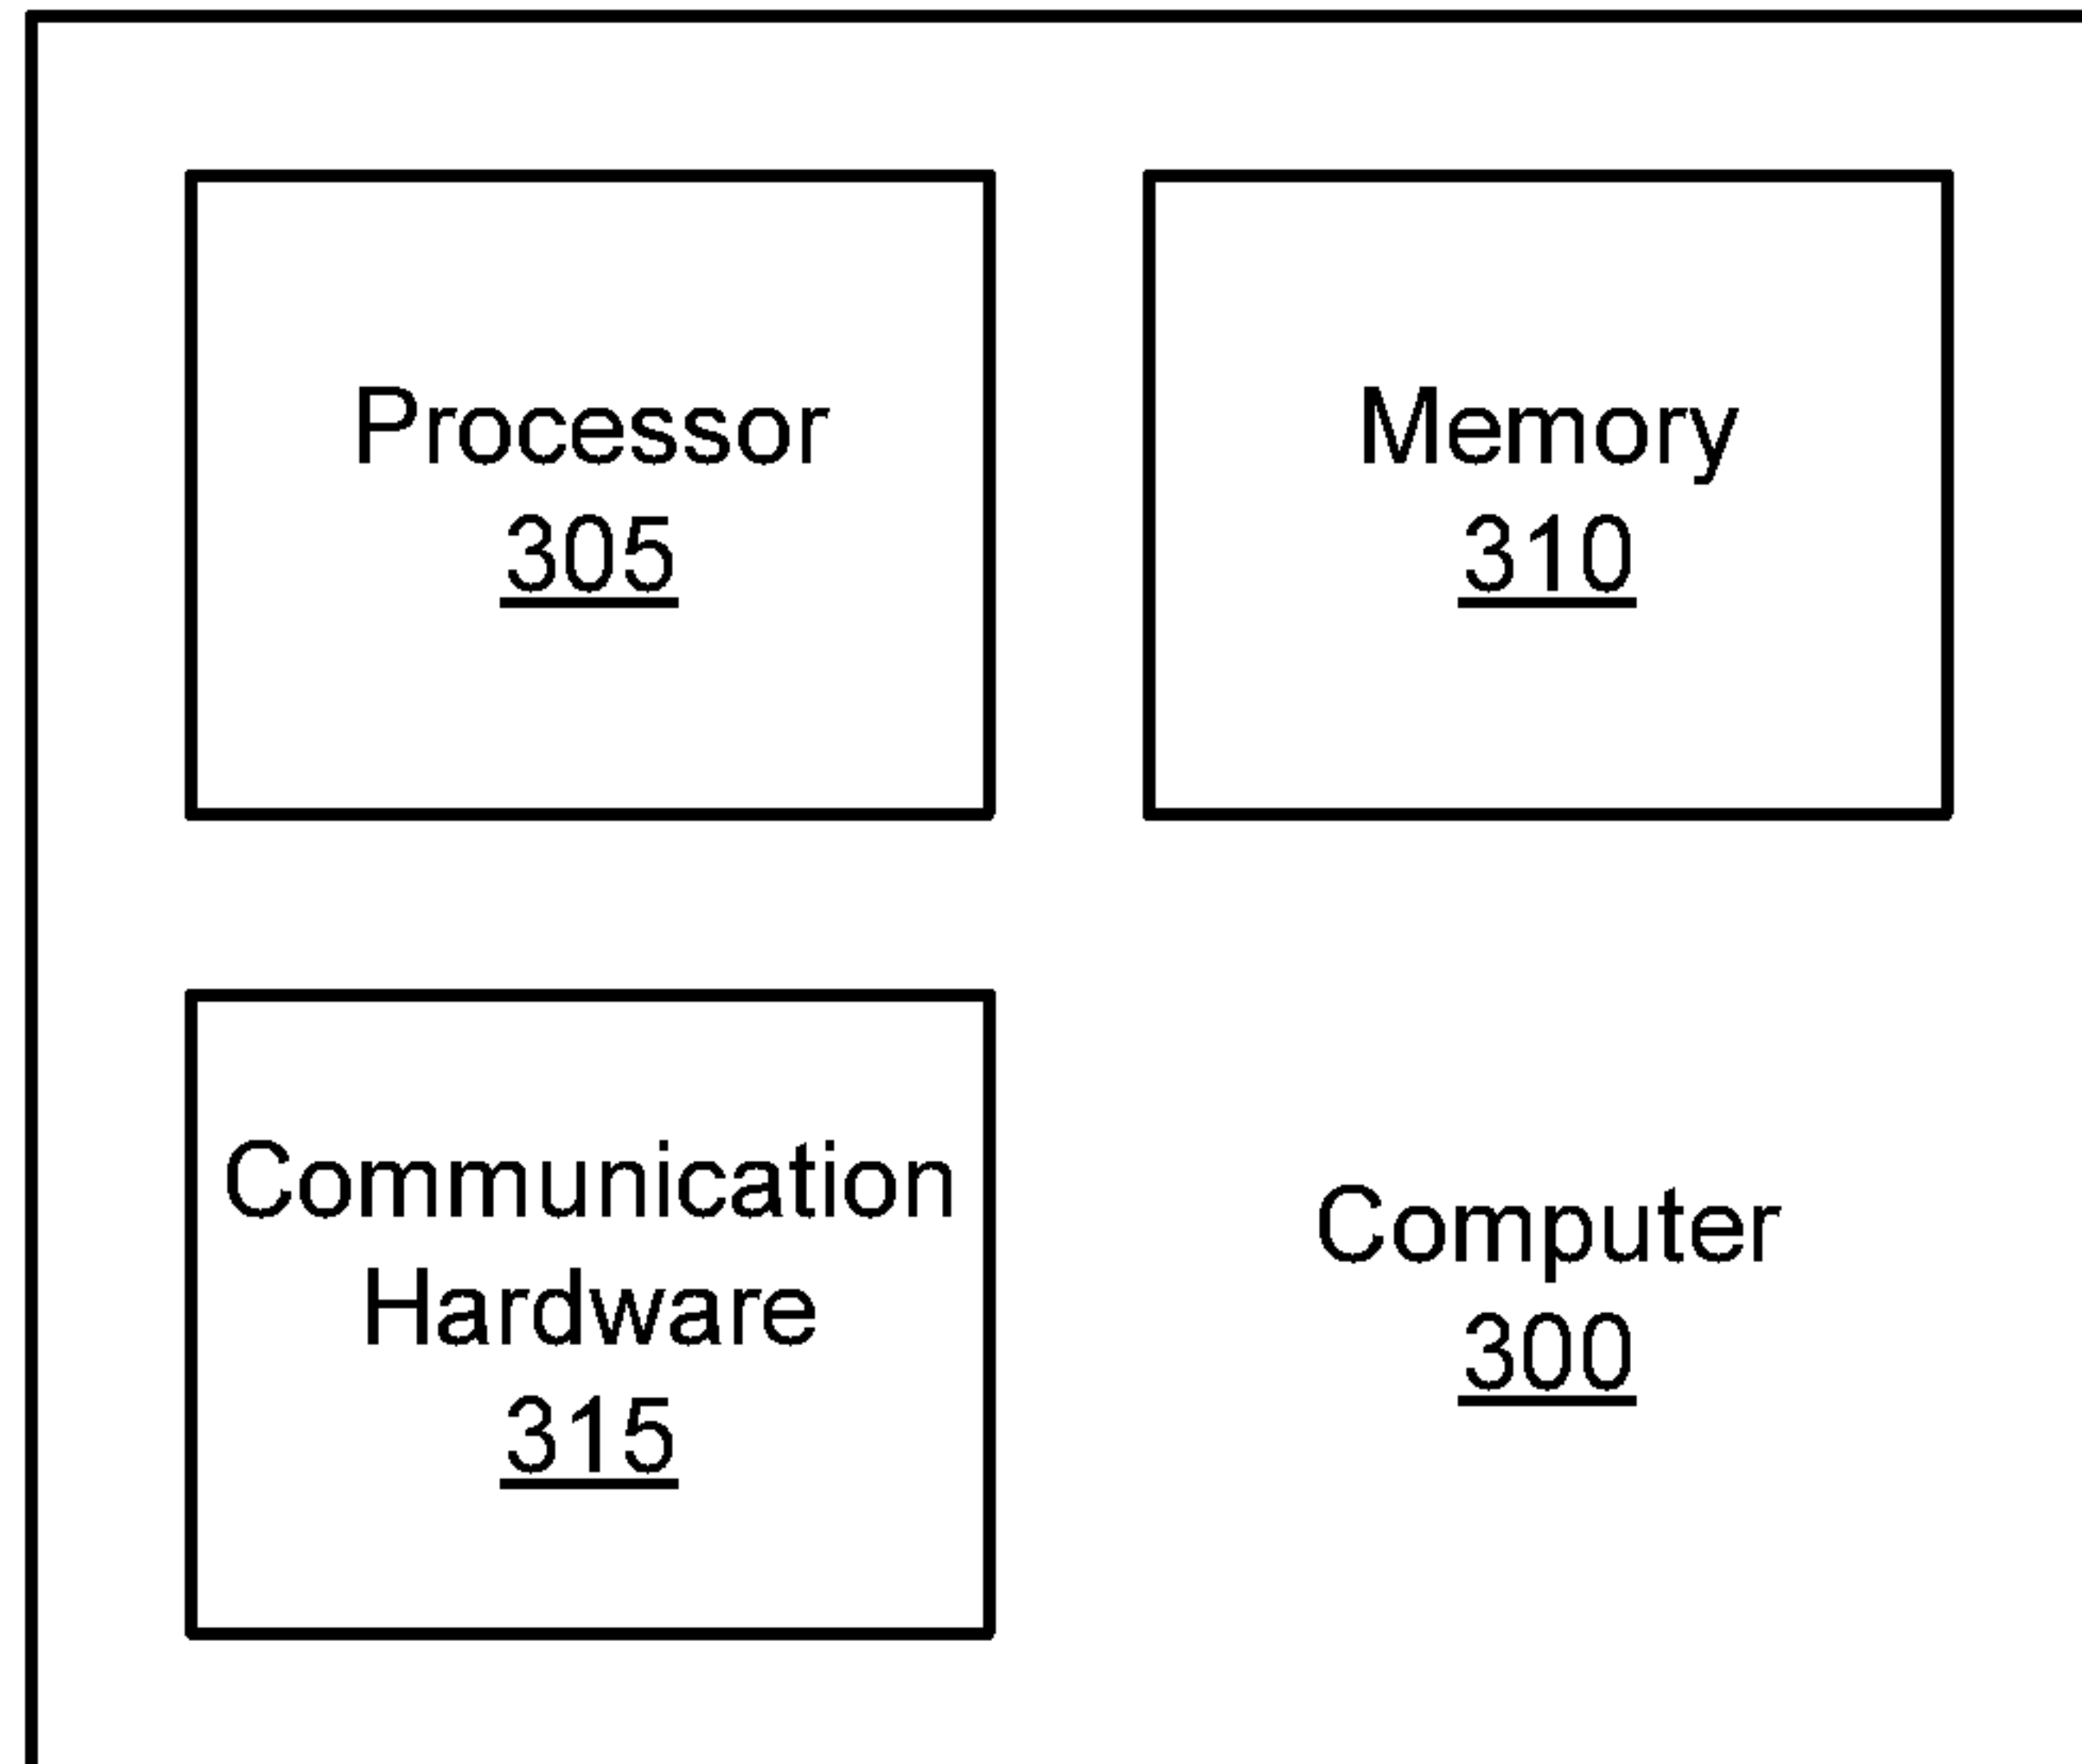 Processor
305
Memory
310
Communication
Hardware
315
Computer
300